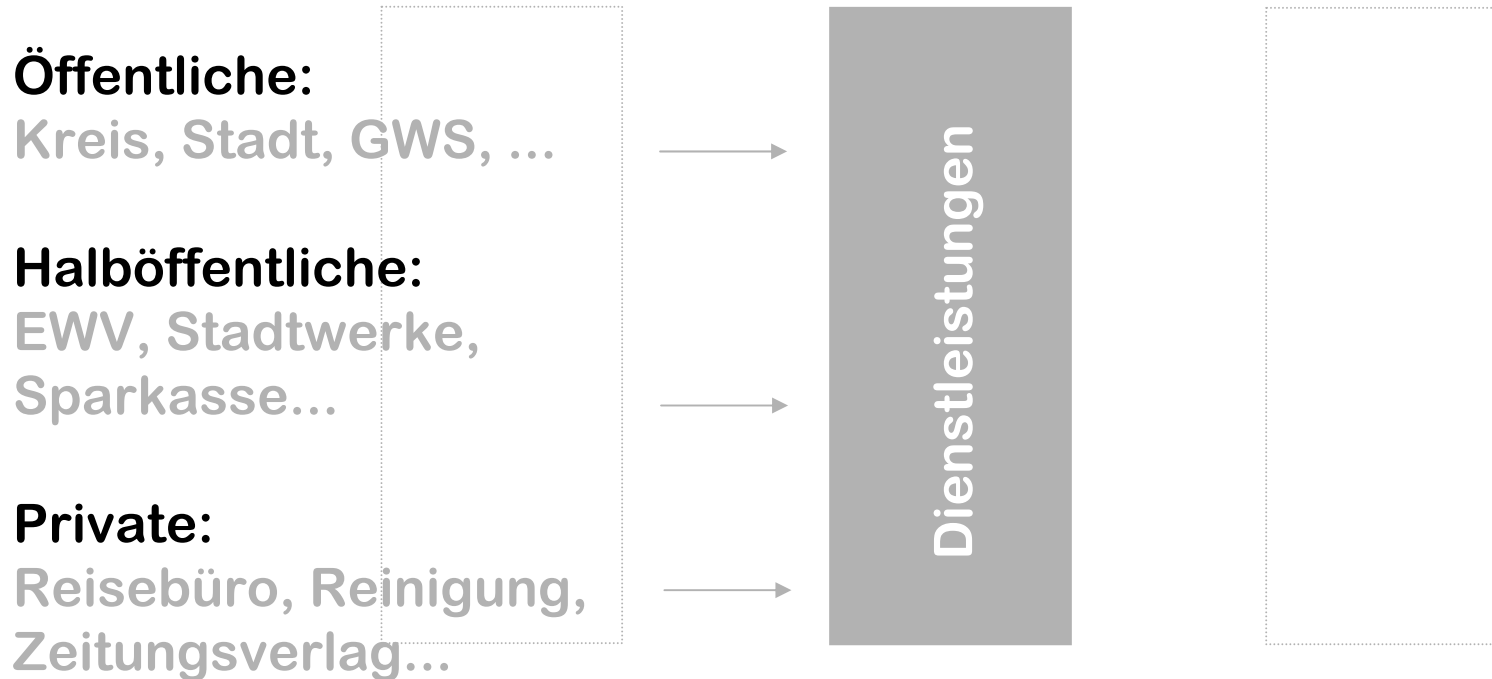 Öffentliche:
Kreis, Stadt, GWS, ...
Halböffentliche:
EWV, Stadtwerke,
Sparkasse...
Private:
Reisebüro, Reinigung,
Zeitungsverlag...
Dienstleistungen